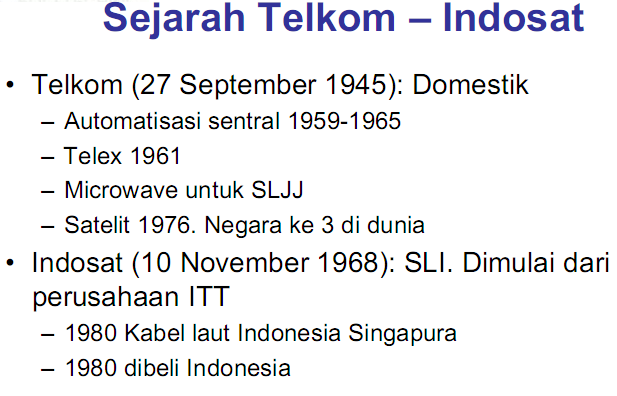 Sejarah Telkom – Indosat
• Telkom (27 September 1945): Domestik
– Automatisasi sentral 1959-1965
– Telex 1961
– Microwave untuk SLJJ
– Satelit 1976. Negara ke 3 di dunia
• Indosat (10 November 1968): SLI. Dimulai dari
perusahaan ITT
– 1980 Kabel laut Indonesia Singapura
– 1980 dibeli Indonesia